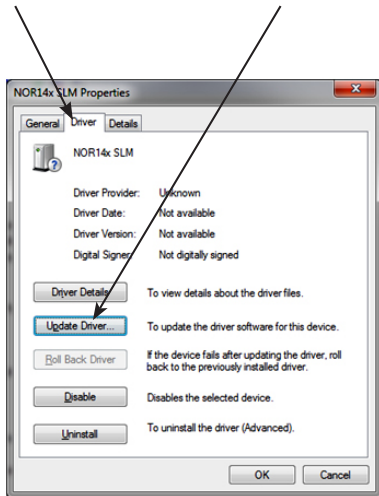 NOR14x SLM Properties
General Driver Details
NOR14x SLM
Driver Provider: Unknown
Driver Date: Not available
Driver Version: Not available
Digital Signer: Not digitally signed
Driver Details To view details about the driver files.
Update Driver... To update the driver software for this device.
Roll Back Driver If the device fails after updating the driver, roll
back to the previously installed driver.
Disable Disables the selected device.
Uninstall To uninstall the driver (Advanced).
OK Cancel